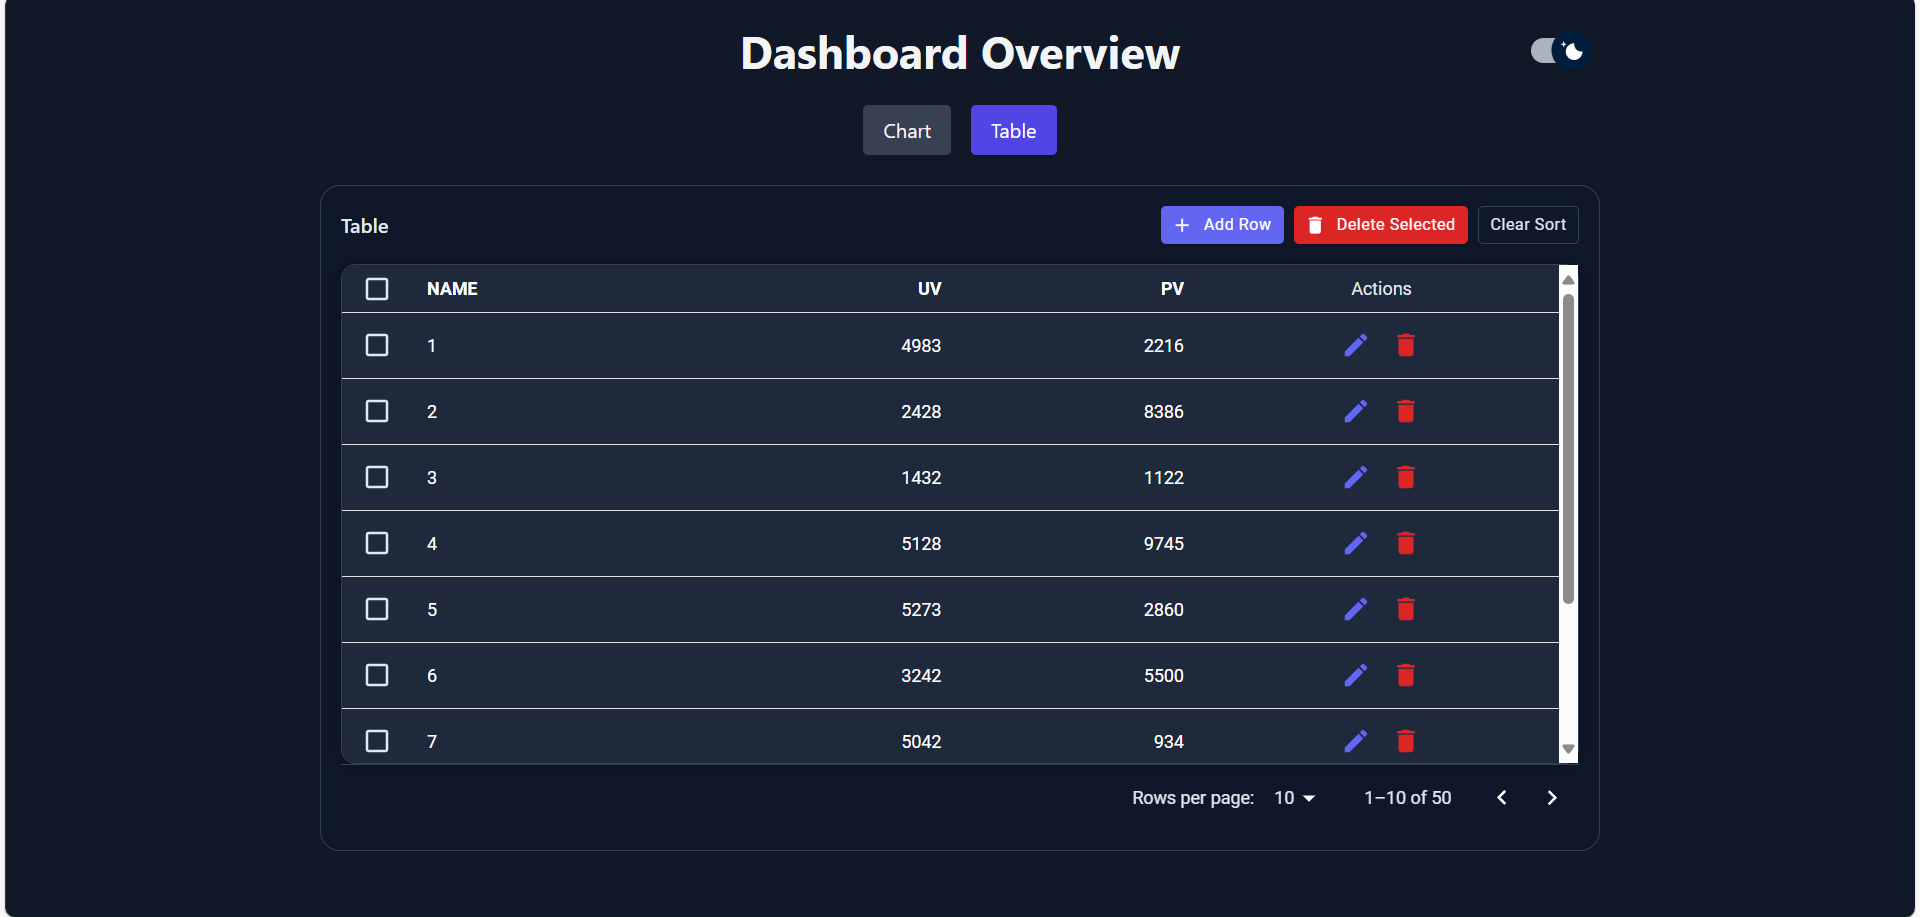 Dashboard Overview
Chart Table
Table Add Row Delete Selected Clear Sort
NAME UV PV Actions
1 4983 2216
2 2428 8386
3 1432 1122
4 5128 9745
5 5273 2860
6 3242 5500
7 5042 934
Rows per page: 10 1–10 of 50